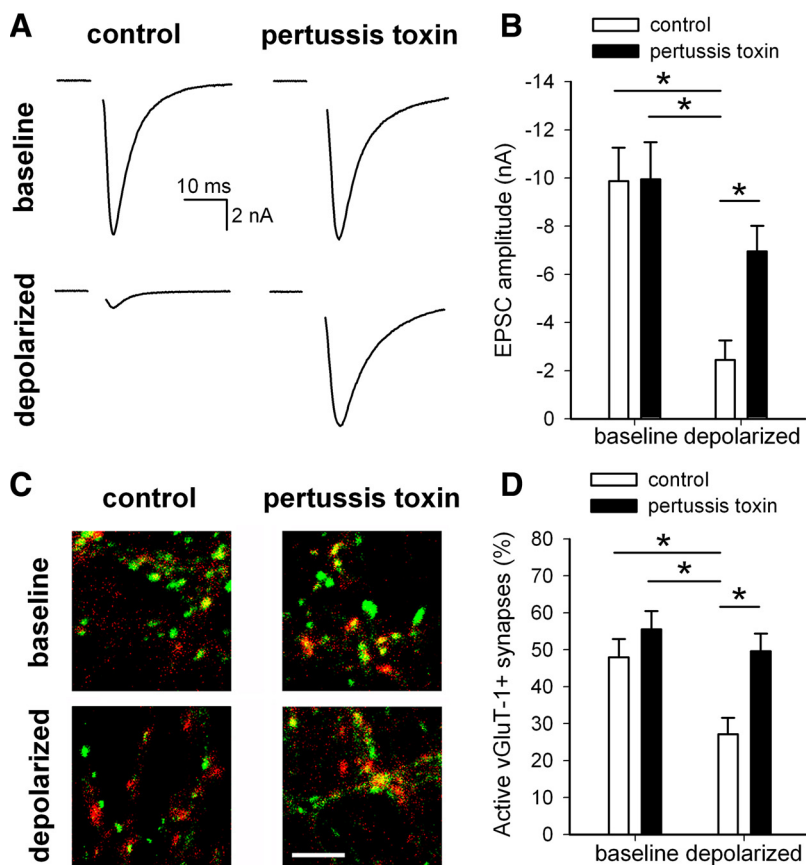 A
control
pertussis toxin
baseline
10 ms
2 nA
depolarized
B
control
pertussis toxin
EPSC amplitude (nA)
-14
-12
-10
-8
-6
-4
-2
0
*
*
*
baseline depolarized
C
control
pertussis toxin
baseline
depolarized
D
control
pertussis toxin
Active vGluT-1+ synapses (%)
80
70
60
50
40
30
20
10
0
*
*
*
baseline depolarized